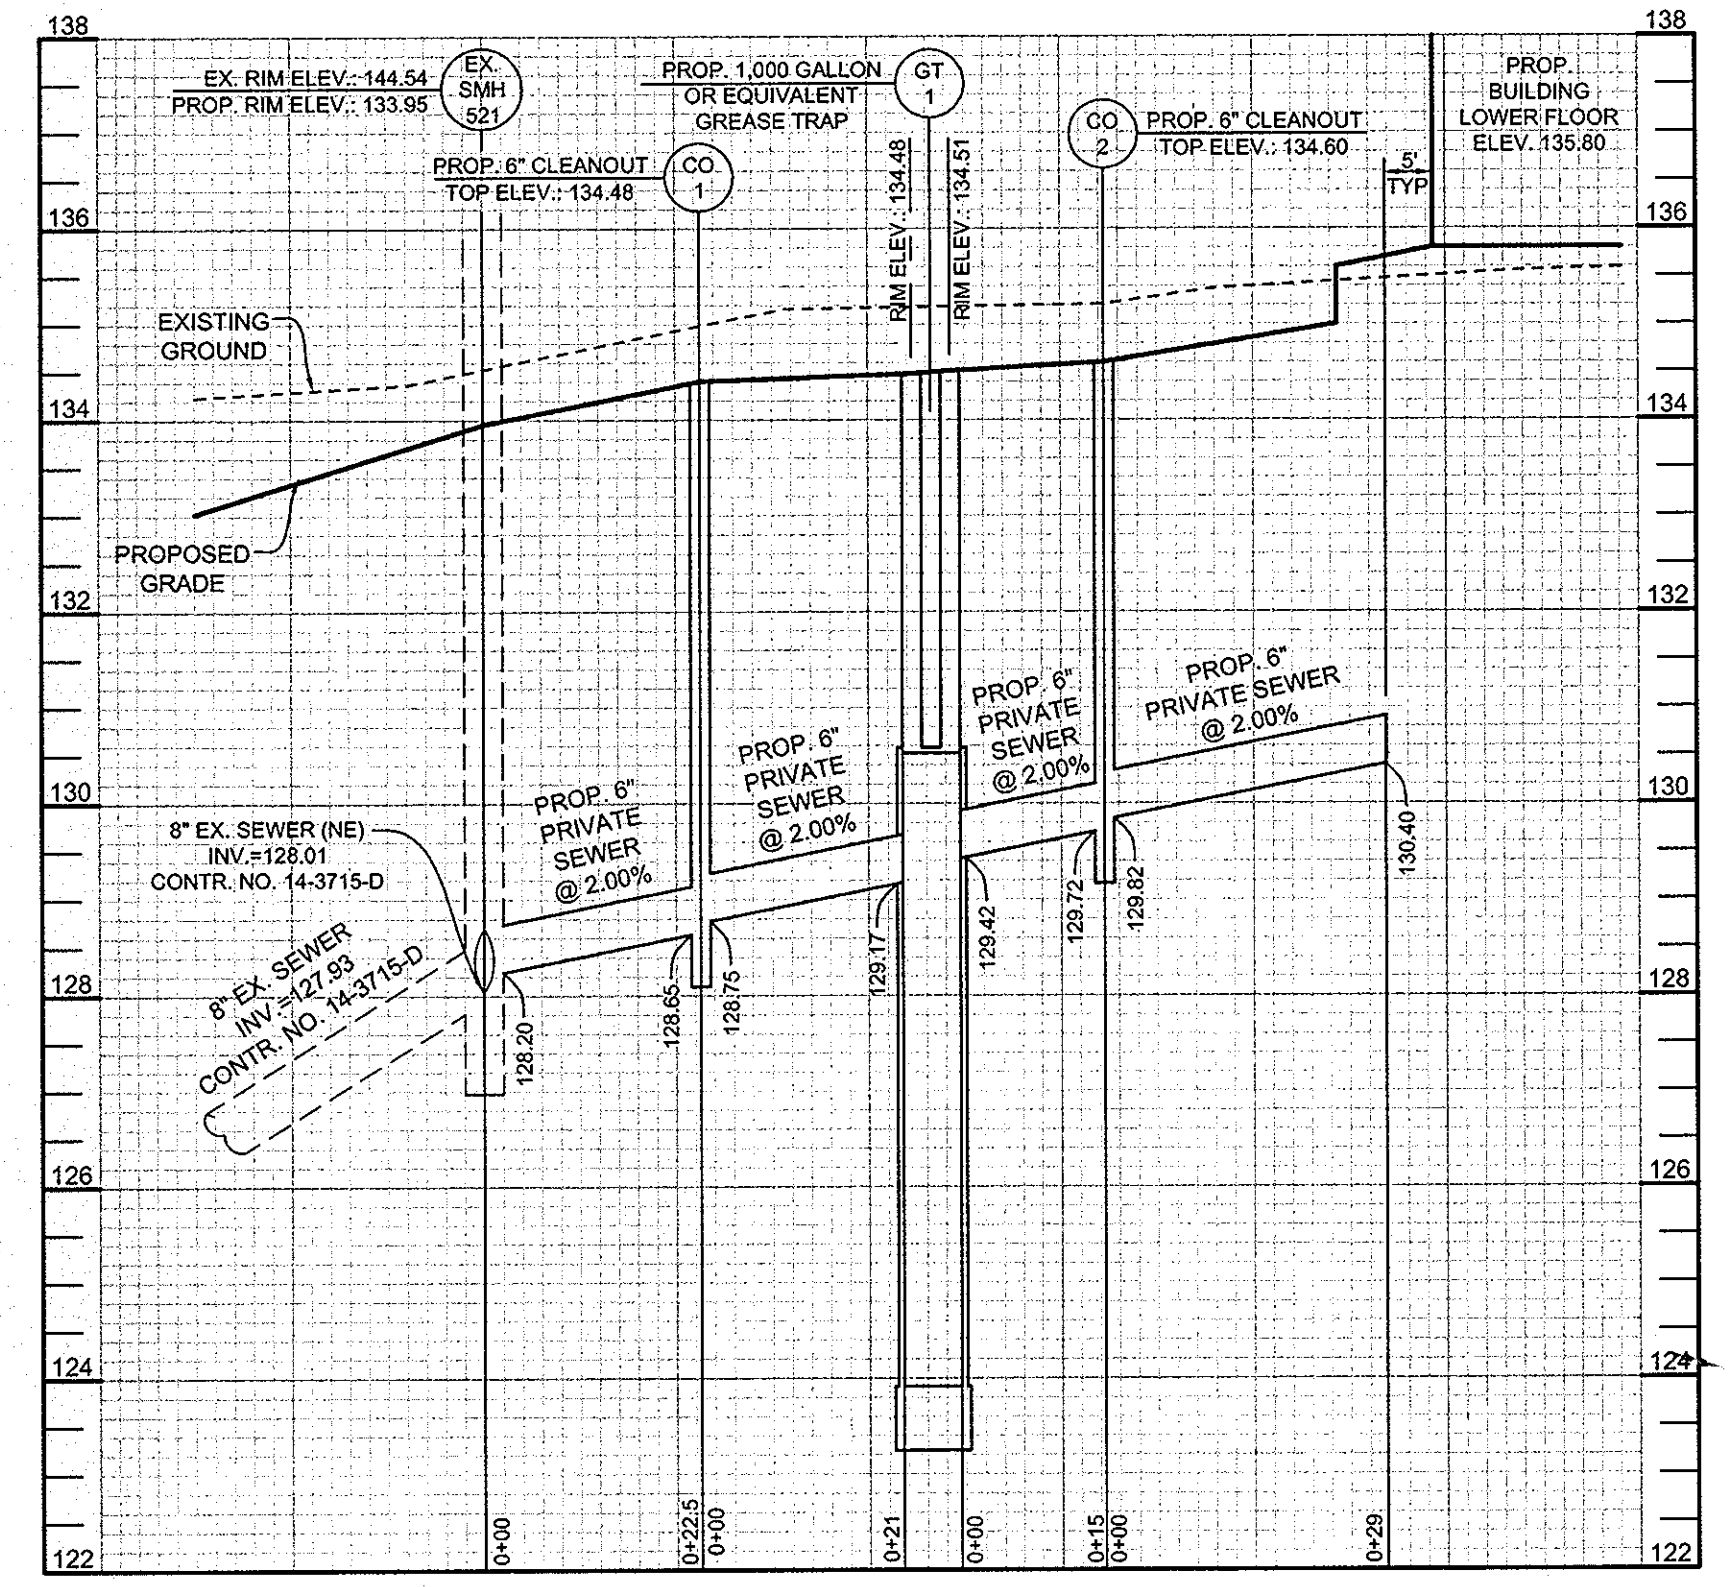 138
138
EX. RIM ELEV.: 144.54
PROP. RIM ELEV.: 133.95
EX.
SMH
521
PROP. 1,000 GALLON
OR EQUIVALENT
GREASE TRAP
GT
1
PROP. 6" CLEANOUT
TOP ELEV.: 134.48
CO
1
RIM ELEV.: 134.48
RIM ELEV.: 134.51
CO
2
PROP. 6" CLEANOUT
TOP ELEV.: 134.60
PROP.
BUILDING
LOWER FLOOR
ELEV. 135.80
5'
TYP
136
136
EXISTING
GROUND
134
134
PROPOSED
GRADE
132
132
PROP. 6"
PRIVATE
SEWER
@ 2.00%
PROP. 6"
PRIVATE
SEWER
@ 2.00%
PROP. 6"
PRIVATE
SEWER
@ 2.00%
PROP. 6"
PRIVATE SEWER
@ 2.00%
130
130
8" EX. SEWER (NE)
INV.=128.01
CONTR. NO. 14-3715-D
8" EX. SEWER
INV.=127.93
CONTR. NO. 14-3715-D
128.20
128.65
128.75
129.17
129.42
129.72
129.82
130.40
128
128
126
126
124
124
122
0+00
0+22.5
0+00
0+21
0+00
0+15
0+00
0+29
122